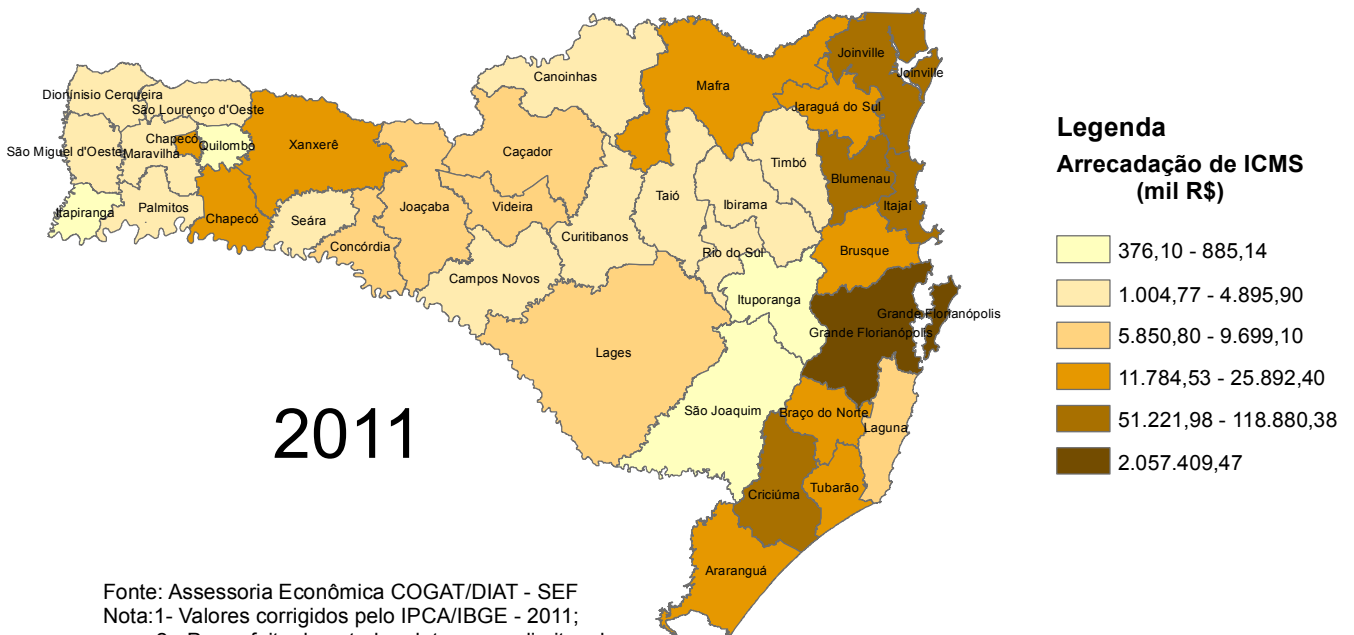 Canoinhas
Mafra
Joinville
Joinville
Jaraguá do Sul
Dionínisio Cerqueira
São Lourenço d'Oeste
São Miguel d'Oeste
Maravilha
Chapecó
Quilombo
Xanxerê
Caçador
Timbó
Blumenau
Itapiranga
Palmitos
Chapecó
Seára
Joaçaba
Videira
Taió
Ibirama
Itajaí
Concórdia
Curitibanos
Rio do Sul
Brusque
Campos Novos
Ituporanga
Grande Florianópolis
Grande Florianópolis
Lages
São Joaquim
Braço do Norte
Laguna
Criciúma
Tubarão
Araranguá
2011
Legenda
Arrecadação de ICMS
(mil R$)
376,10 - 885,14
1.004,77 - 4.895,90
5.850,80 - 9.699,10
11.784,53 - 25.892,40
51.221,98 - 118.880,38
2.057.409,47
Fonte: Assessoria Econômica COGAT/DIAT - SEF
Nota:1- Valores corrigidos pelo IPCA/IBGE - 2011;